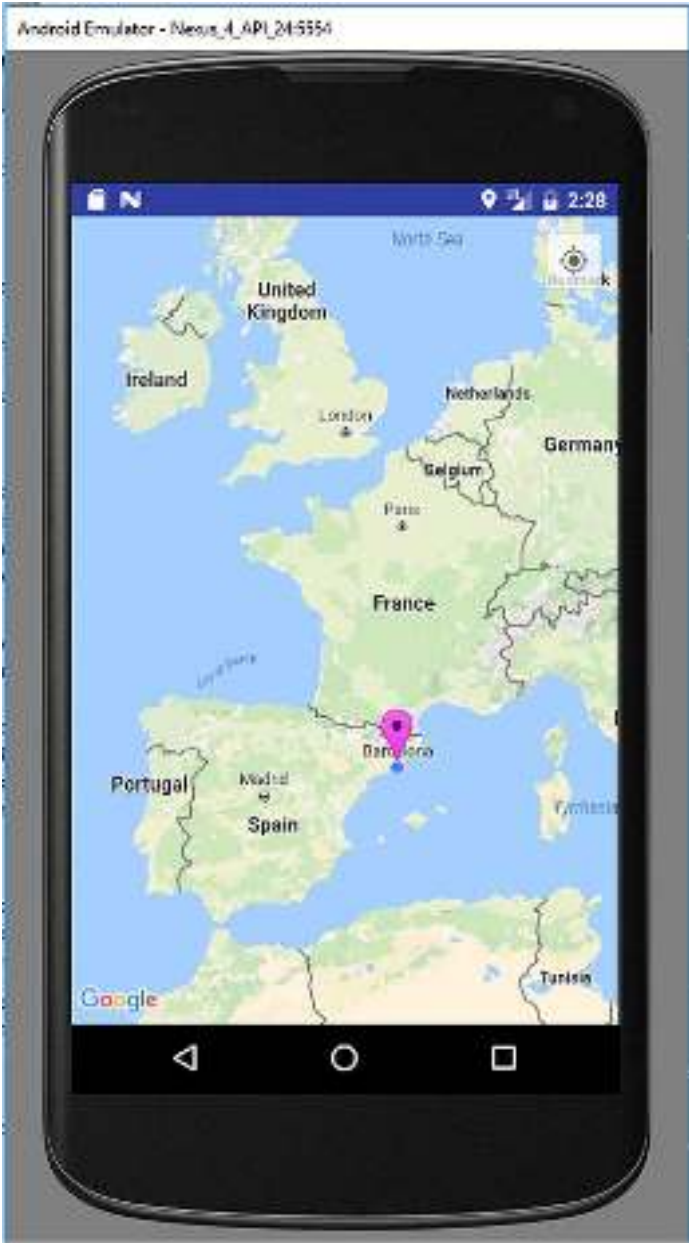 Android Emulator - Nexus_4_API_24:5554
2:28
North Sea
United
Kingdom
Ireland
London
Netherlands
Germany
Belgium
Paris
France
Barcelona
Portugal
Madrid
Spain
Tunisia
Google